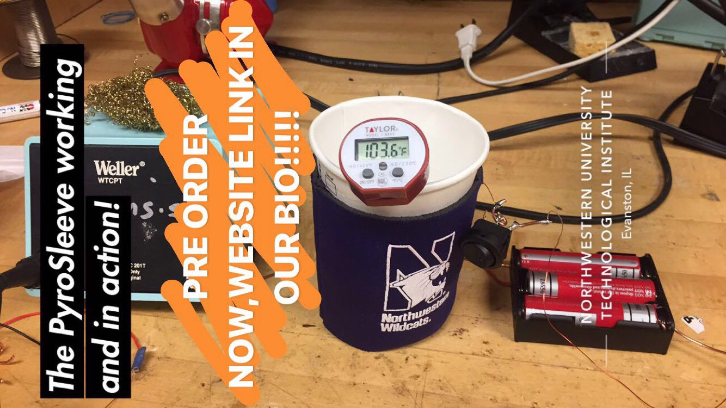 The PyroSleeve working
and in action!
PRE ORDER
NOW,WEBSITE LINK IN
OUR BIO!!!!!
NORTHWESTERN UNIVERSITY
TECHNOLOGICAL INSTITUTE
Evanston, IL
Weller®
WTCPT
TAYLOR
103.6°F
N
Northwestern
Wildcats.